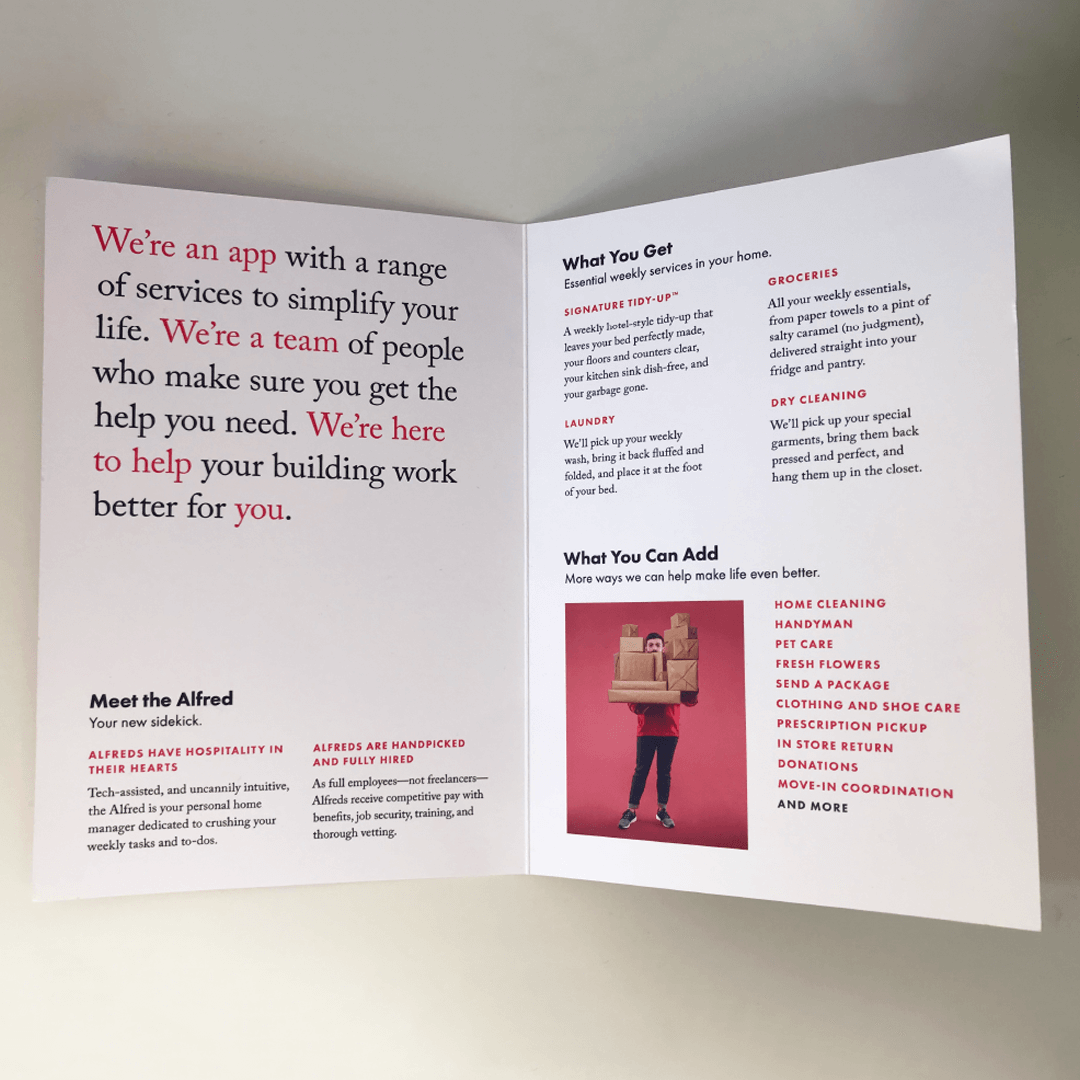 We're an app with a range
of services to simplify your
life. We're a team of people
who make sure you get the
help you need. We're here
to help your building work
better for you.
Meet the Alfred
Your new sidekick.
ALFREDS HAVE HOSPITALITY IN
THEIR HEARTS
Tech-assisted, and uncannily intuitive,
the Alfred is your personal home
manager dedicated to crushing your
weekly tasks and to-dos.
ALFREDS ARE HANDPICKED
AND FULLY HIRED
As full employees—not freelancers—
Alfreds receive competitive pay with
benefits, job security, training, and
thorough vetting.
What You Get
Essential weekly services in your home.
SIGNATURE TIDY-UP™
A weekly hotel-style tidy-up that
leaves your bed perfectly made,
your floors and counters clear,
your kitchen sink dish-free, and
your garbage gone.
LAUNDRY
We'll pick up your weekly
wash, bring it back fluffed and
folded, and place it at the foot
of your bed.
GROCERIES
All your weekly essentials,
from paper towels to a pint of
salty caramel (no judgment),
delivered straight into your
fridge and pantry.
DRY CLEANING
We'll pick up your special
garments, bring them back
pressed and perfect, and
hang them up in the closet.
What You Can Add
More ways we can help make life even better.
HOME CLEANING
HANDYMAN
PET CARE
FRESH FLOWERS
SEND A PACKAGE
CLOTHING AND SHOE CARE
PRESCRIPTION PICKUP
IN STORE RETURN
DONATIONS
MOVE-IN COORDINATION
AND MORE